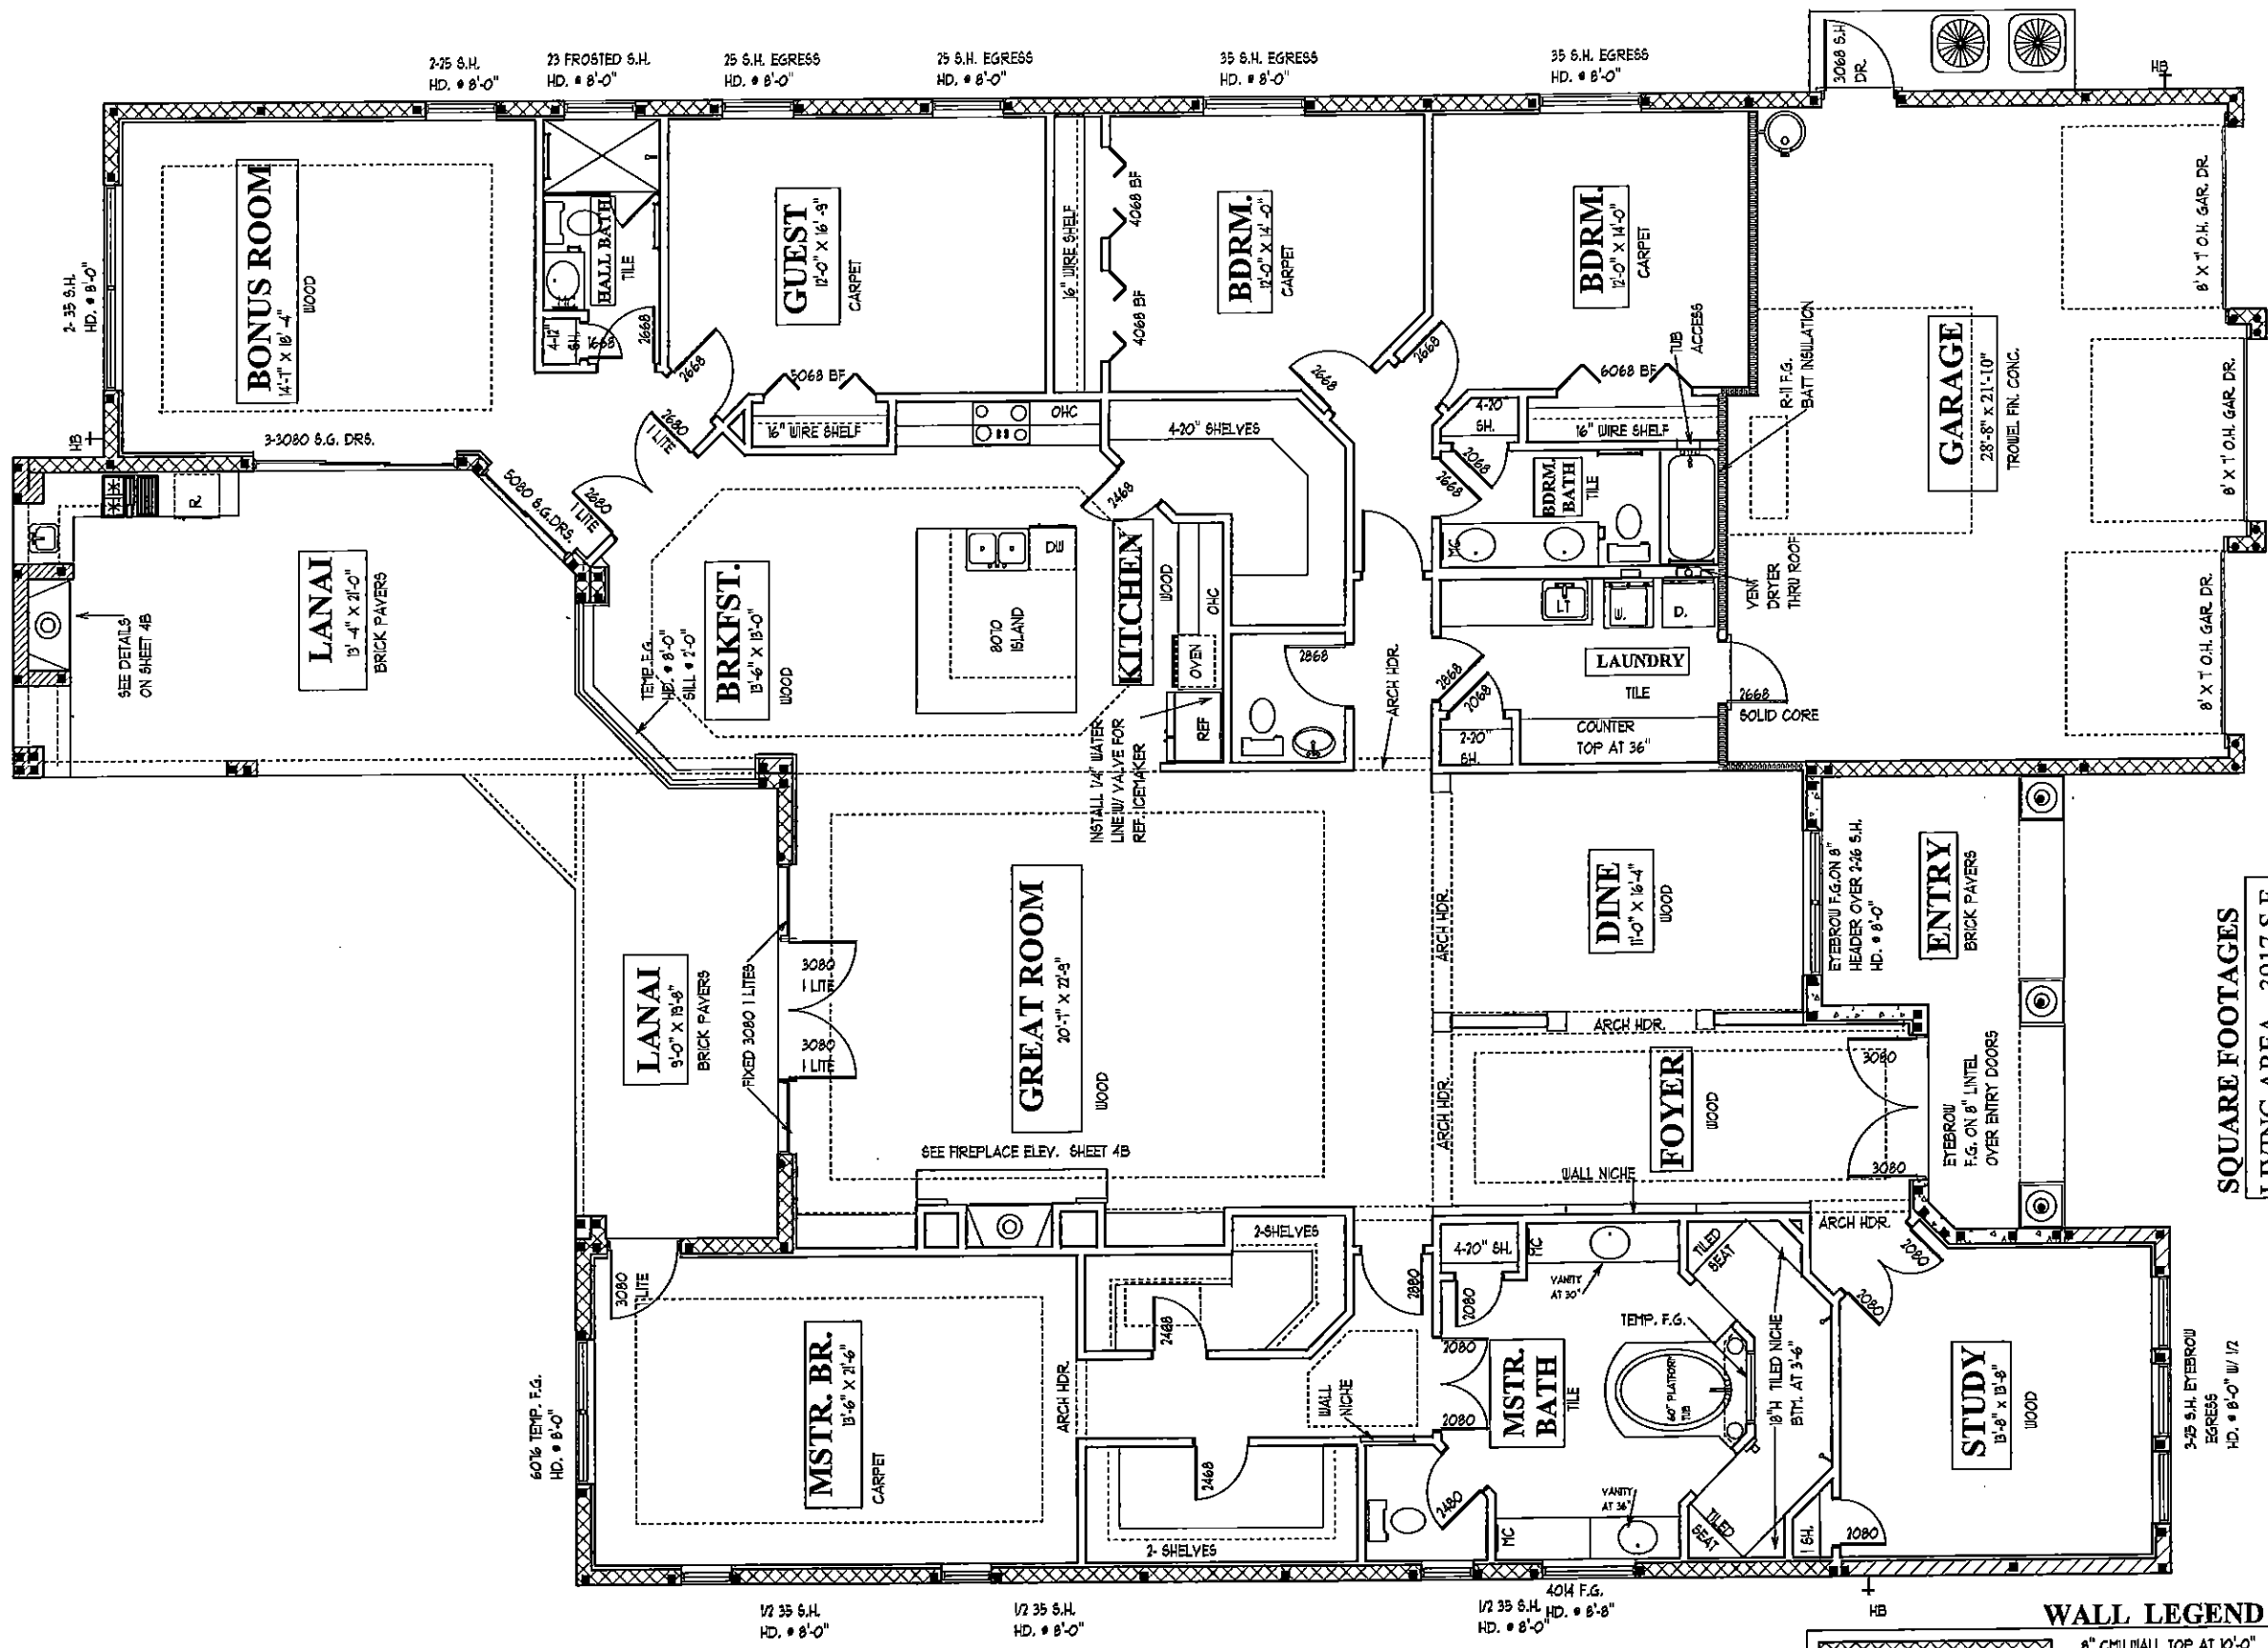 2-25 S.H.
HD. @ 8'-0"
23 FROSTED S.H.
HD. @ 8'-0"
25 S.H. EGRESS
HD. @ 8'-0"
25 S.H. EGRESS
HD. @ 8'-0"
35 S.H. EGRESS
HD. @ 8'-0"
35 S.H. EGRESS
HD. @ 8'-0"
3068 S.H.
DR.
HB
2-35 S.H.
HD. @ 8'-0"
BONUS ROOM
14'-7" X 18'-4"
WOOD
HALL BATH
TILE
4-12"
SH.
1668
2668
GUEST
12'-0" X 16'-9"
CARPET
2668
16" WIRE SHELF
4068 BF
4068 BF
BDRM.
12'-0" X 14'-0"
CARPET
2668
BDRM.
12'-0" X 14'-0"
CARPET
2668
5068 BF
16" WIRE SHELF
6068 BF
16" WIRE SHELF
TUB
ACCESS
R-11 F.G.
BATT INSULATION
GARAGE
28'-8" x 21'-10"
TROWEL FIN. CONC.
8' X 7' O.H. GAR. DR.
8' X 7' O.H. GAR. DR.
8' X 7' O.H. GAR. DR.
HB
3-3080 S.G. DRS.
5080 S.G.DRS.
2680
1 LITE
2680
1 LITE
OHC
4-20" SHELVES
4-20"
SH.
2068
2668
BDRM.
BATH
TILE
MC
LANAI
13'-4" X 21'-0"
BRICK PAVERS
SEE DETAILS
ON SHEET 4B
TEMP. F.G.
HD. @ 8'-0"
SILL @ 2'-0"
BRKFST.
13'-6" X 13'-0"
WOOD
8070
ISLAND
DW
KITCHEN
WOOD
2468
OHC
OVEN
REF
2868
LT
W.
D.
VENT
DRYER
THRU ROOF
LAUNDRY
TILE
2868
2068
2-20"
SH.
COUNTER
TOP AT 36"
2668
SOLID CORE
ARCH HDR.
INSTALL 1/4" WATER
LINE W/ VALVE FOR
REF. ICEMAKER
LANAI
9'-0" X 19'-8"
BRICK PAVERS
FIXED 3080 1 LITES
3080
1 LITE
3080
1 LITE
GREAT ROOM
20'-7" X 22'-9"
WOOD
SEE FIREPLACE ELEV. SHEET 4B
ARCH HDR.
ARCH HDR.
DINE
11'-0" X 16'-4"
WOOD
EYEBROW F.G.ON 8"
HEADER OVER 2-26 S.H.
HD. @ 8'-0"
ENTRY
BRICK PAVERS
ARCH HDR.
FOYER
WOOD
WALL NICHE
3080
3080
EYEBROW
F.G. ON 8" LINTEL
OVER ENTRY DOORS
ARCH HDR.
SQUARE FOOTAGES
3080
1 LITE
MSTR. BR.
13'-6" X 21'-6"
CARPET
6076 TEMP. F.G.
HD. @ 8'-0"
ARCH HDR.
2-SHELVES
2468
2468
2- SHELVES
2880
WALL
NICHE
4-20" SH.
MC
2080
VANITY
AT 30"
2080
2080
MSTR.
BATH
TILE
60" PLATFORM
TUB
TEMP. F.G.
TILED
SEAT
18"H TILED NICHE
BTM. AT 3'-6"
TILED
SEAT
2480
MC
VANITY
AT 36"
1 SH.
2080
2080
2080
STUDY
13'-8" x 13'-8"
WOOD
3-25 S.H. EYEBROW
EGRESS
HD. @ 8'-0" W/ 1/2
1/2 35 S.H.
HD. @ 8'-0"
1/2 35 S.H.
HD. @ 8'-0"
1/2 35 S.H.
HD. @ 8'-0"
4014 F.G.
HD. @ 8'-8"
HB
WALL LEGEND
8" CMU WALL TOP AT 10'-0"